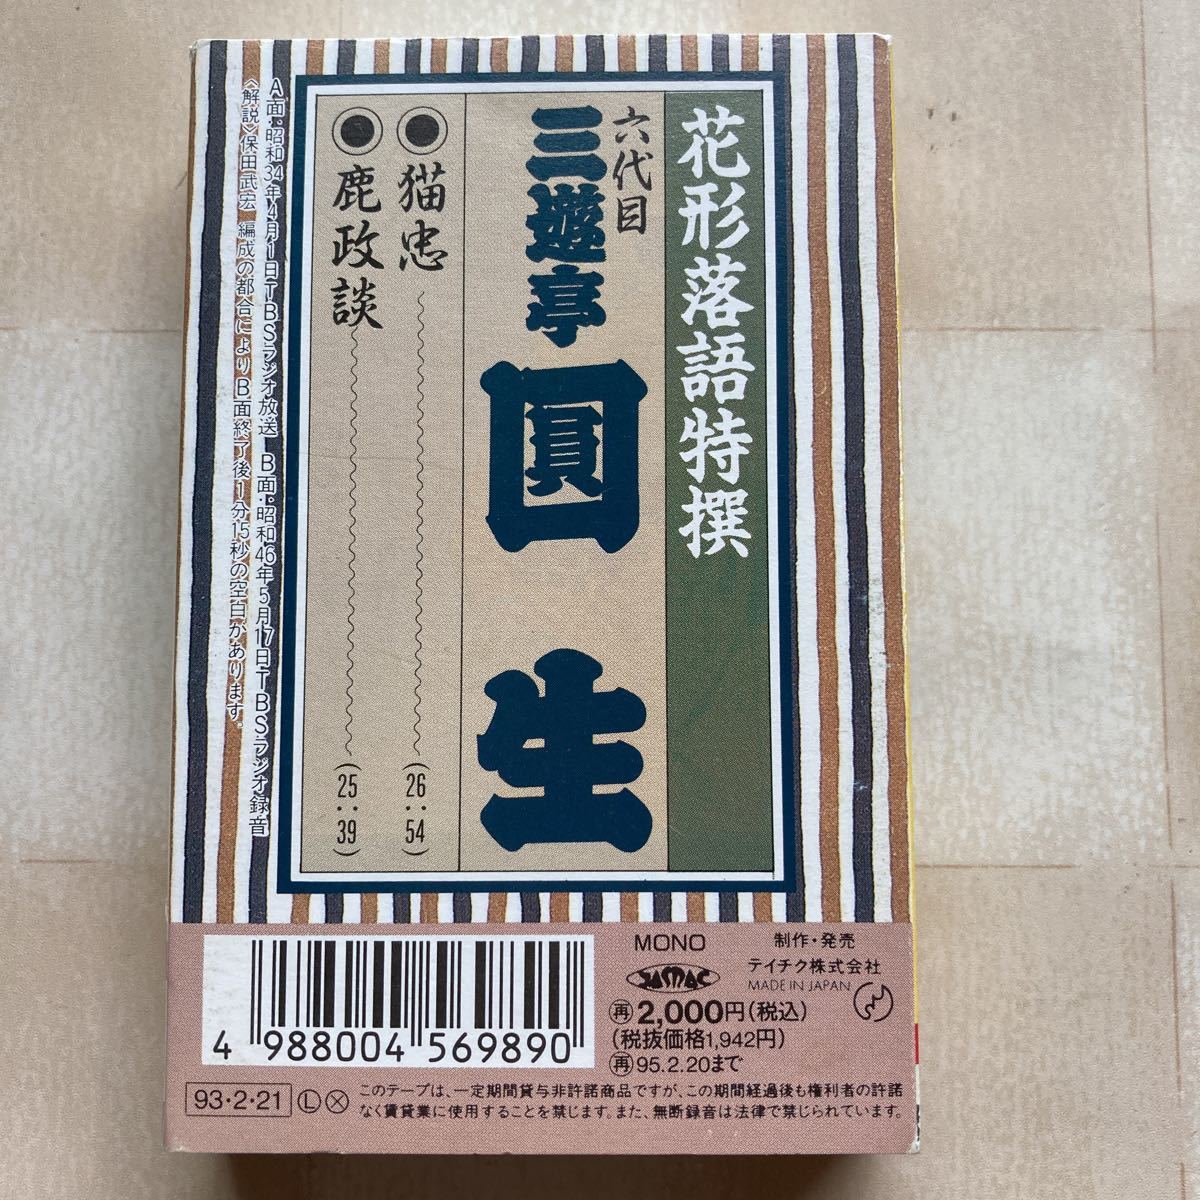 花形落語特撰
六代目
三遊亭
圓生
猫忠
(26:54)
鹿政談
(25:39)
A面:昭和34年4月1日TBSラジオ放送 B面:昭和46年5月17日TBSラジオ録音
〈解説〉保田武宏 編成の都合によりB面終了後1分15秒の空白があります。
MONO
制作・発売
テイチク株式会社
MADE IN JAPAN
再2,000円(税込)
(税抜価格1,942円)
再95.2.20まで
4 988004 569890
93・2・21 Ⓛ Ⓧ
このテープは、一定期間貸与非許諾商品ですが、この期間経過後も権利者の許諾
なく賃貸業に使用することを禁じます。また、無断録音は法律で禁じられています。